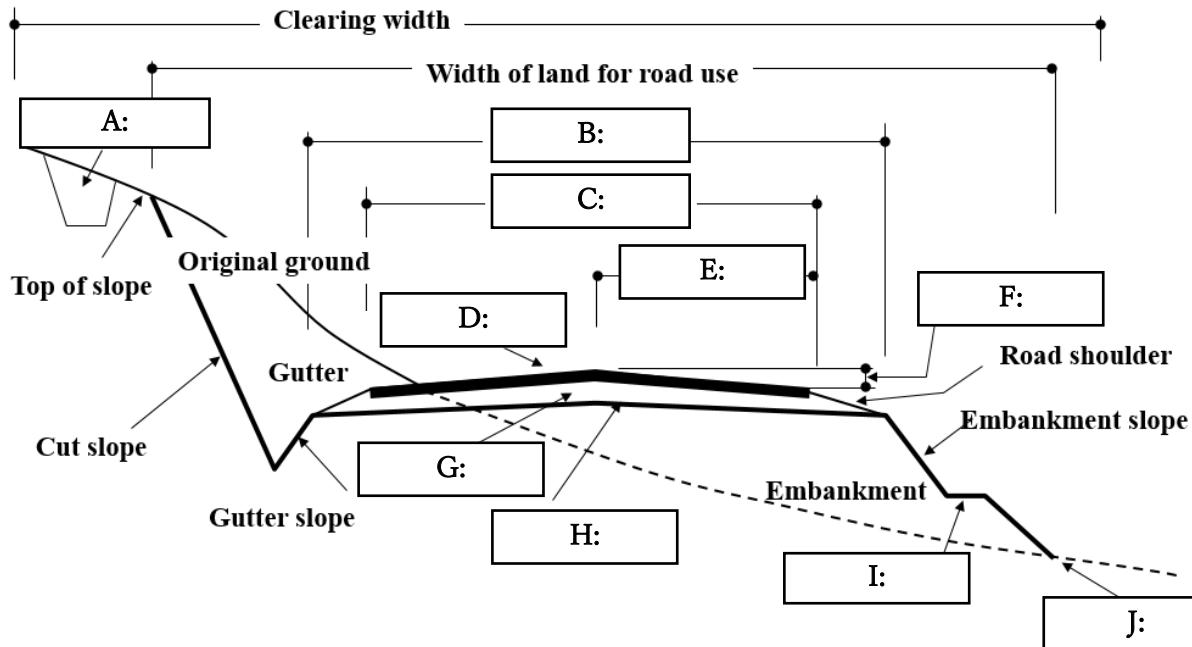 Clearing width
Width of land for road use
A:
B:
C:
Original ground
E:
Top of slope
F:
D:
Road shoulder
Gutter
Embankment slope
Cut slope
G:
Embankment
Gutter slope
H:
I:
J: